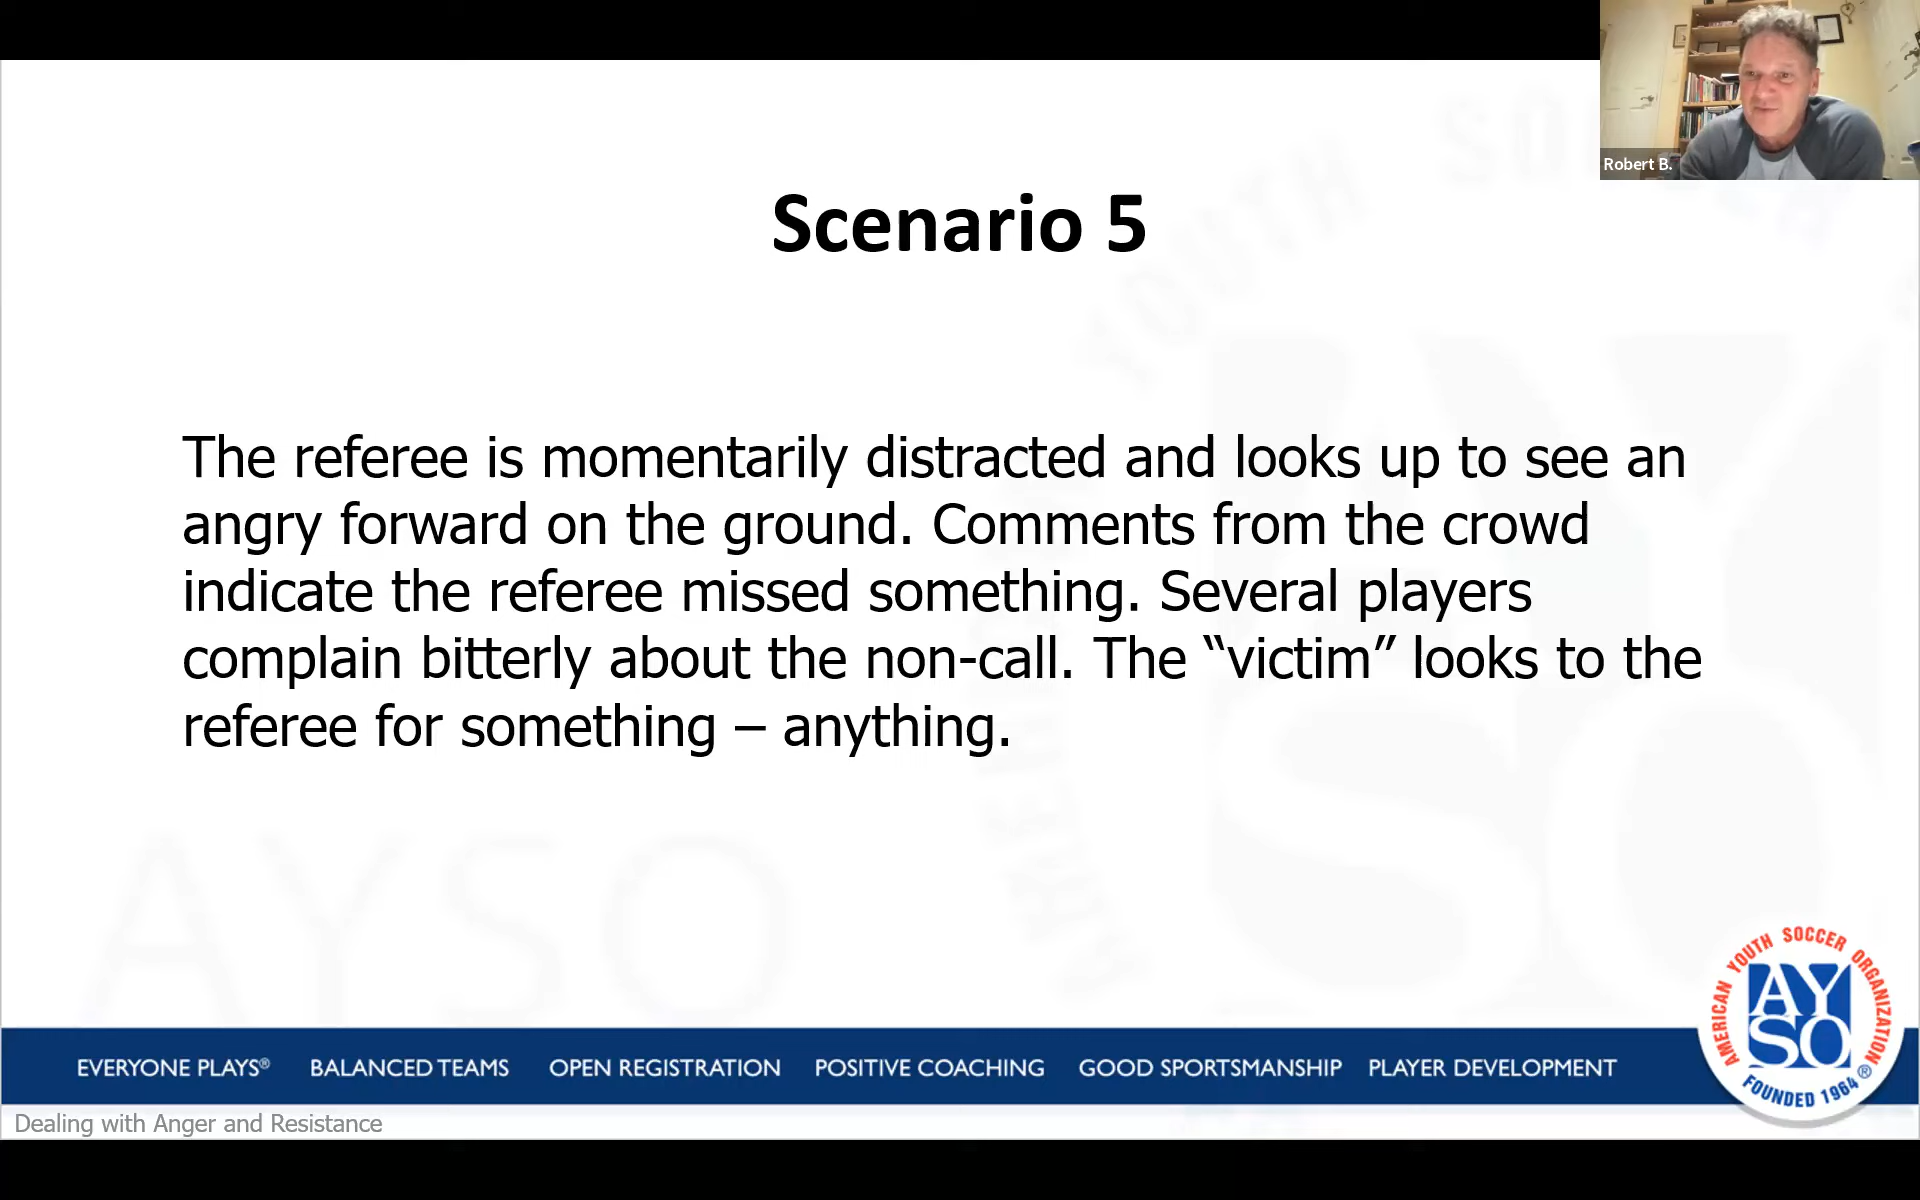 Robert B.
Scenario 5
The referee is momentarily distracted and looks up to see an
angry forward on the ground. Comments from the crowd
indicate the referee missed something. Several players
complain bitterly about the non-call. The “victim” looks to the
referee for something – anything.
AYSO
AMERICAN YOUTH SOCCER ORGANIZATION
AY
SO
®
FOUNDED 1964
EVERYONE PLAYS® BALANCED TEAMS OPEN REGISTRATION POSITIVE COACHING GOOD SPORTSMANSHIP PLAYER DEVELOPMENT
Dealing with Anger and Resistance